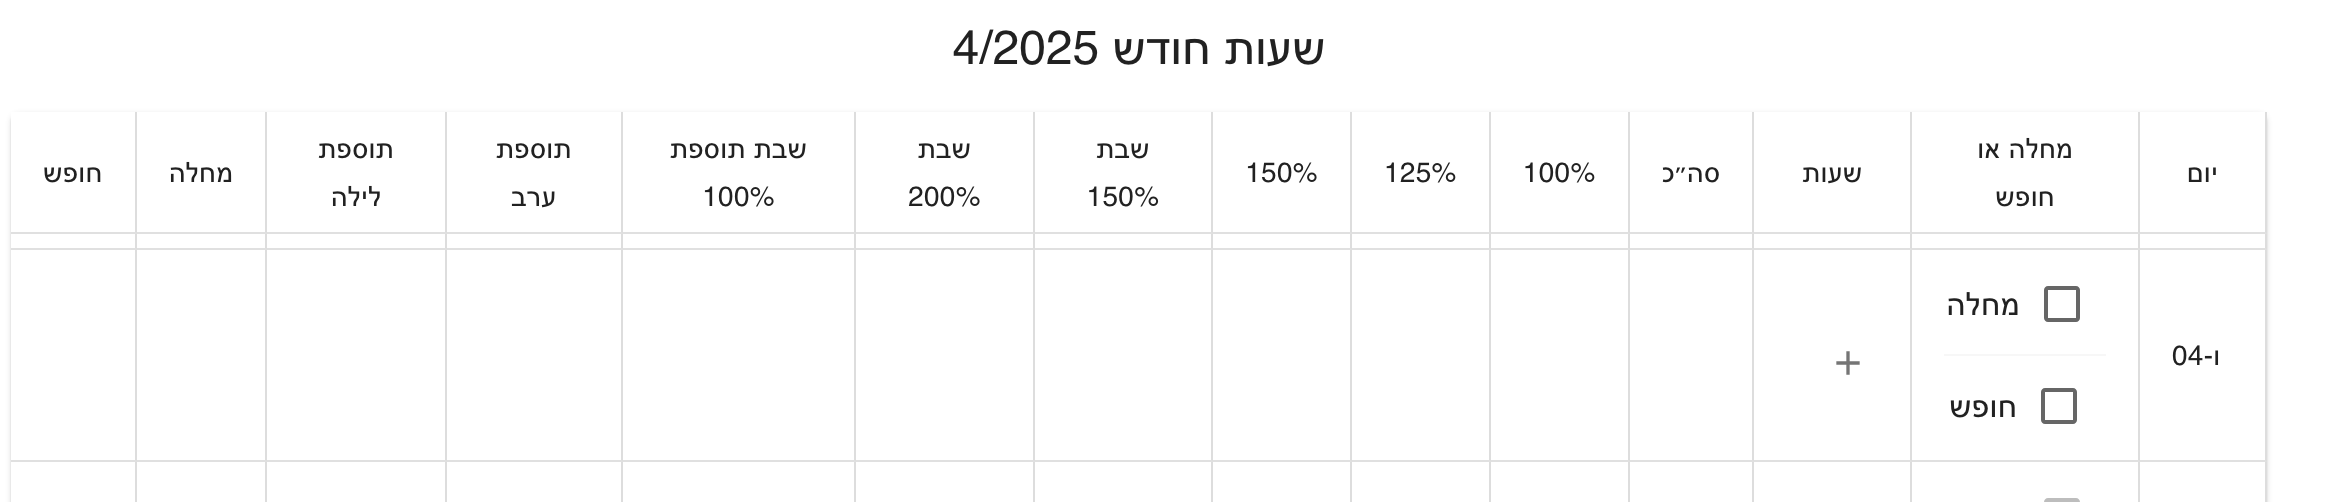 שעות חודש 4/2025
יום
מחלה או
חופש
שעות
סה״כ
100%
125%
150%
שבת
150%
שבת
200%
שבת תוספת
100%
תוספת
ערב
תוספת
לילה
מחלה
חופש
ו-04
מחלה
חופש
+